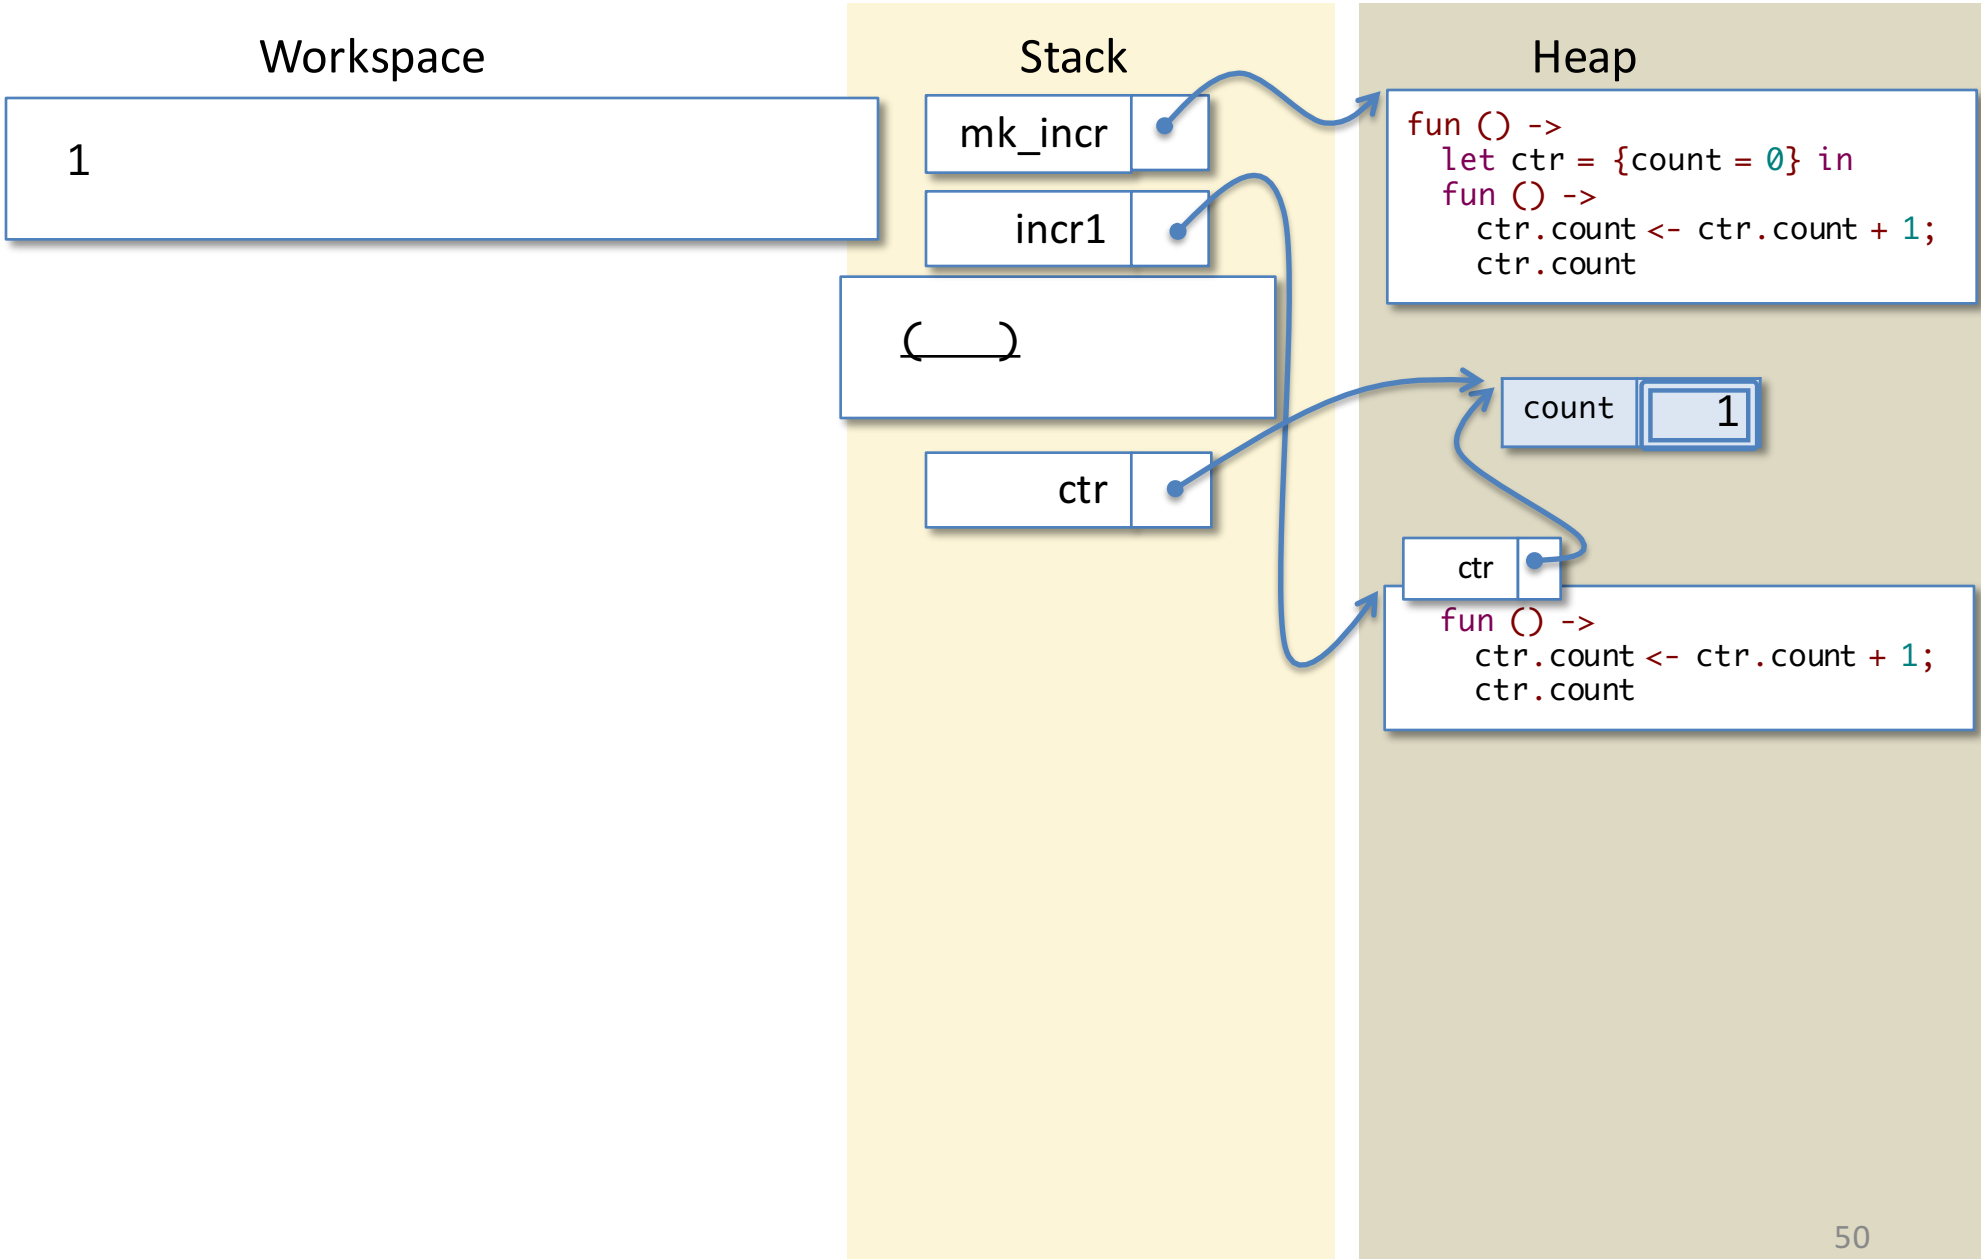 Workspace
1
Stack
mk_incr
incr1
(    )
ctr
Heap
fun () ->
let ctr = {count = 0} in
fun () ->
ctr.count <- ctr.count + 1;
ctr.count
count 1
ctr
fun () ->
ctr.count <- ctr.count + 1;
ctr.count
50